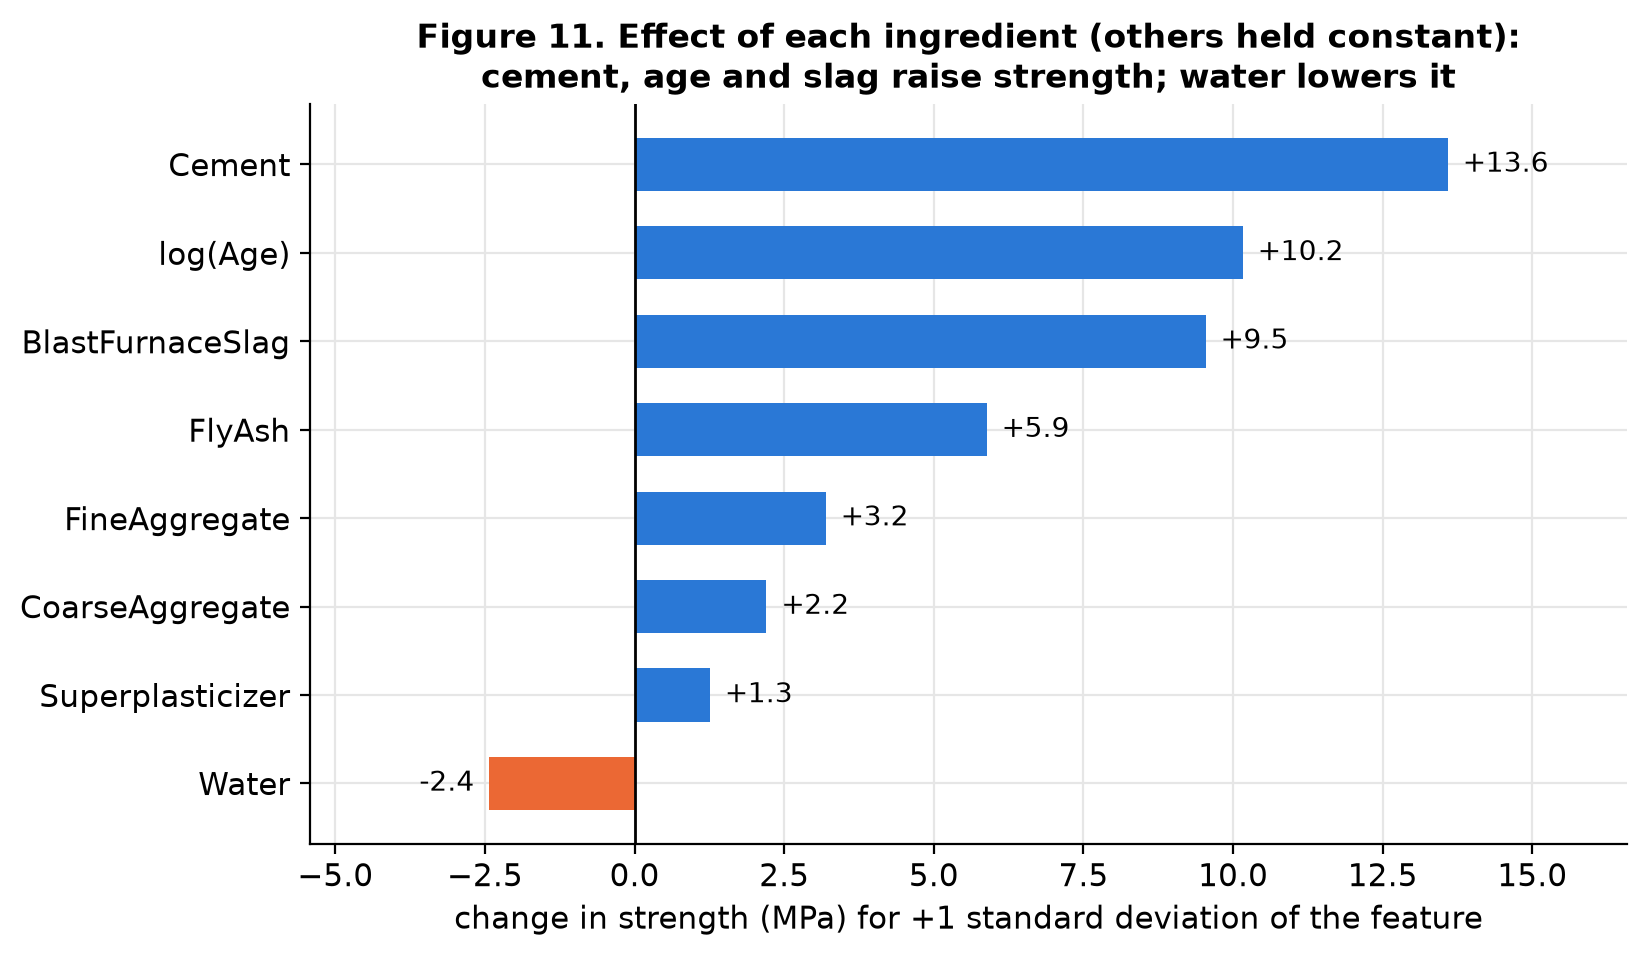 Figure 11. Effect of each ingredient (others held constant):
cement, age and slag raise strength; water lowers it
Cement
+13.6
log(Age)
+10.2
BlastFurnaceSlag
+9.5
FlyAsh
+5.9
FineAggregate
+3.2
CoarseAggregate
+2.2
Superplasticizer
+1.3
Water
-2.4
−5.0 −2.5 0.0 2.5 5.0 7.5 10.0 12.5 15.0
change in strength (MPa) for +1 standard deviation of the feature